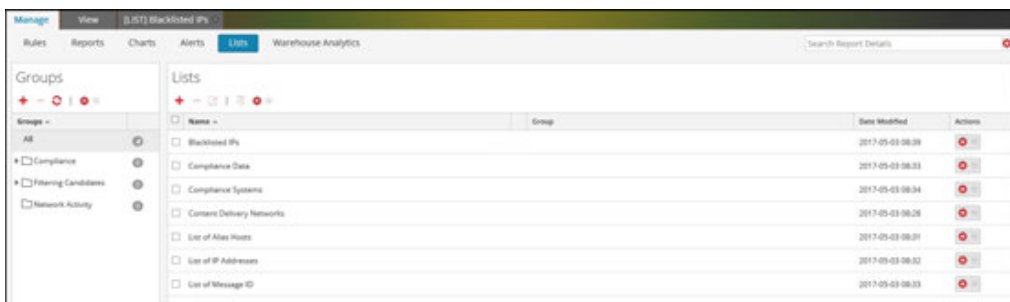 Manage View [LIST] Blacklisted IPs
Rules Reports Charts Alerts Lists Warehouse Analytics Search Report Details
Groups
Lists
Groups
Name Group Date Modified Actions
All
Blacklisted IPs 2017-05-03 08:39
Compliance
Compliance Data 2017-05-03 08:33
Filtering Candidates
Compliance Systems 2017-05-03 08:34
Network Activity
Content Delivery Networks 2017-05-03 08:28
List of Alias Hosts 2017-05-03 08:31
List of IP Addresses 2017-05-03 08:32
List of Message ID 2017-05-03 08:33